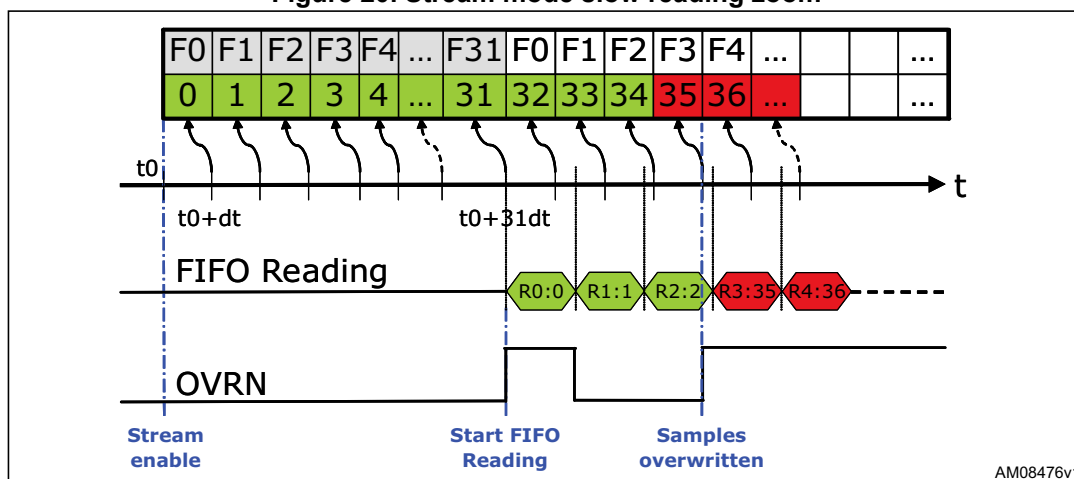 F0 F1 F2 F3 F4 ... F31 F0 F1 F2 F3 F4 ... ...
0 1 2 3 4 ... 31 32 33 34 35 36 ... ...
t0
t
t0+dt t0+31dt
FIFO Reading
R0:0 R1:1 R2:2 R3:35 R4:36
OVRN
Stream enable
Start FIFO Reading
Samples overwritten
AM08476v1